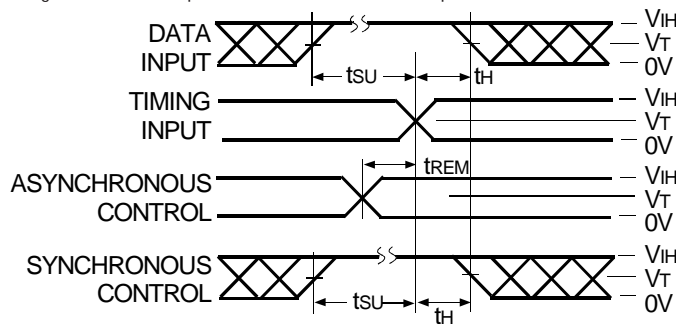 DATA INPUT
tSU
tH
VIH
VT
0V
TIMING INPUT
VIH
VT
0V
tREM
ASYNCHRONOUS CONTROL
VIH
VT
0V
SYNCHRONOUS CONTROL
tSU
tH
VIH
VT
0V